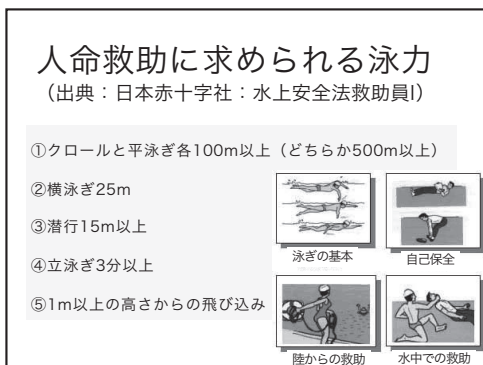 人命救助に求められる泳力
（出典：日本赤十字社：水上安全法救助員I）
①クロールと平泳ぎ各100m以上（どちらか500m以上）
②横泳ぎ25m
③潜行15m以上
④立泳ぎ3分以上
⑤1m以上の高さからの飛び込み
泳ぎの基本
自己保全
陸からの救助
水中での救助